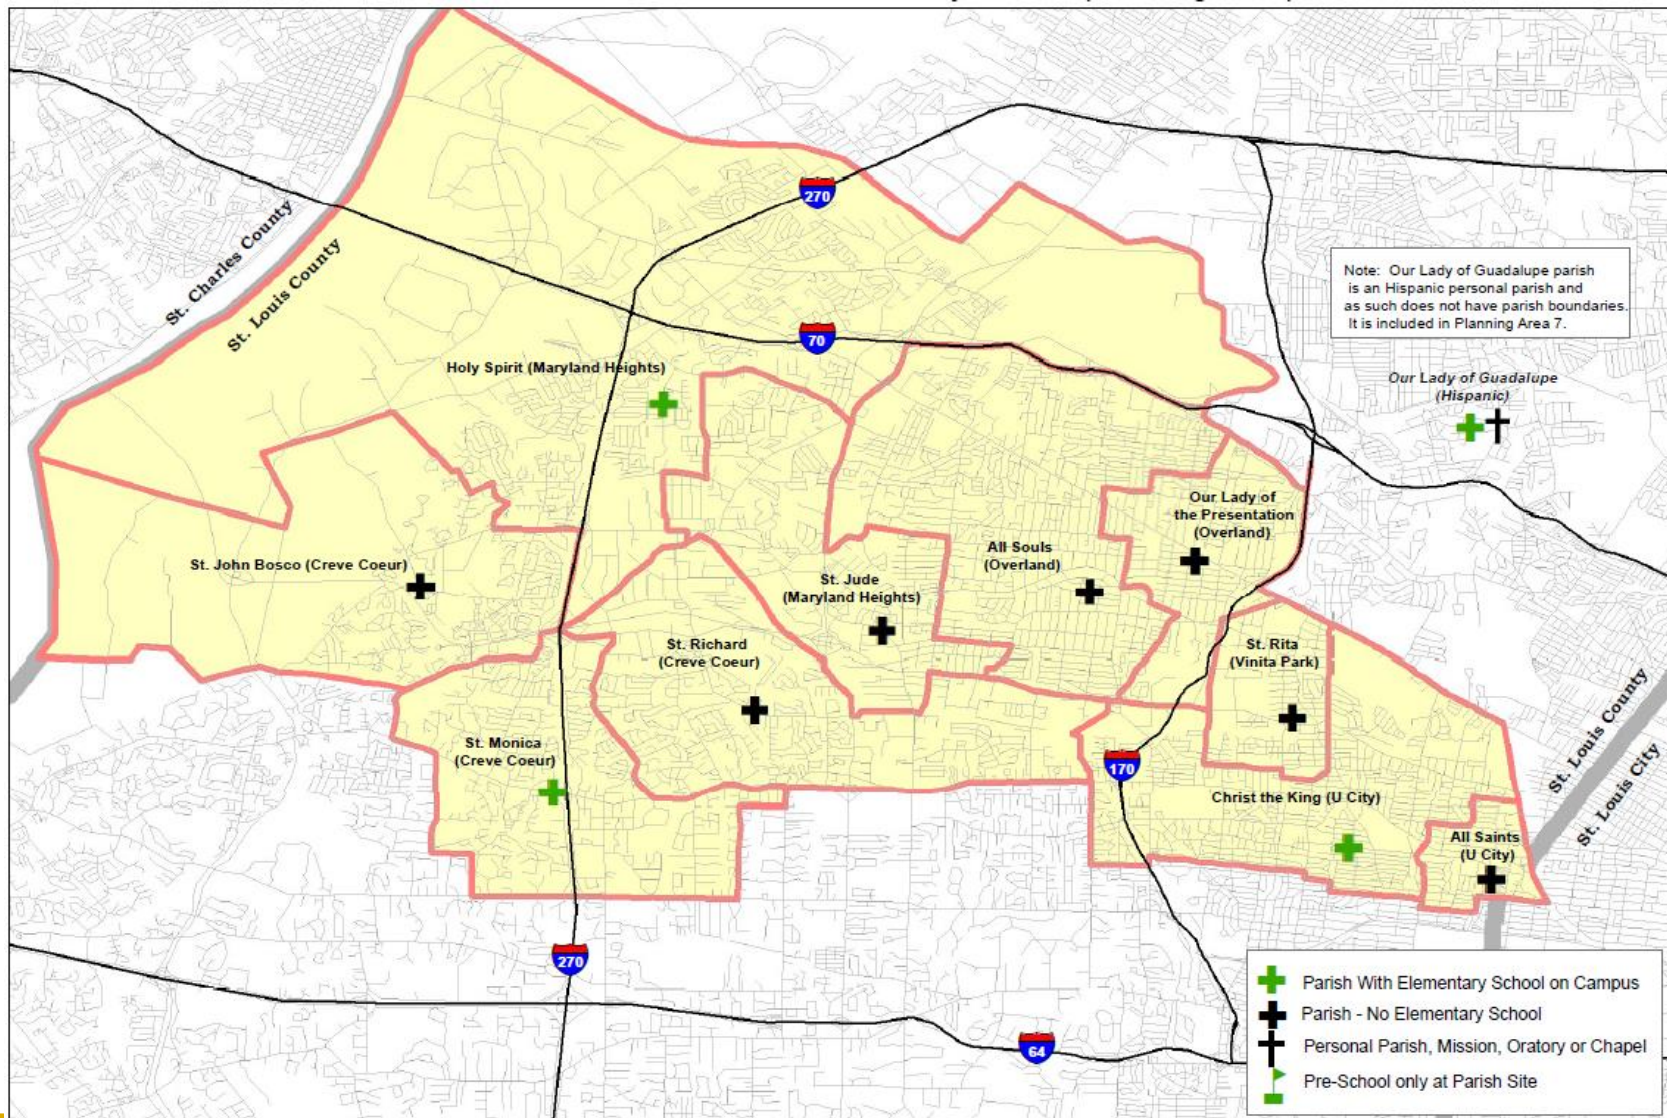 270
St. Charles County
St. Louis County
Note: Our Lady of Guadalupe parish
is an Hispanic personal parish and
as such does not have parish boundaries.
It is included in Planning Area 7.
70
Holy Spirit (Maryland Heights)
Our Lady of Guadalupe
(Hispanic)
Our Lady of
the Presentation
(Overland)
All Souls
(Overland)
St. John Bosco (Creve Coeur)
St. Jude
(Maryland Heights)
St. Richard
(Creve Coeur)
St. Rita
(Vinita Park)
St. Monica
(Creve Coeur)
170
St. Louis County
St. Louis City
Christ the King (U City)
All Saints
(U City)
270
64
Parish With Elementary School on Campus
Parish - No Elementary School
Personal Parish, Mission, Oratory or Chapel
Pre-School only at Parish Site